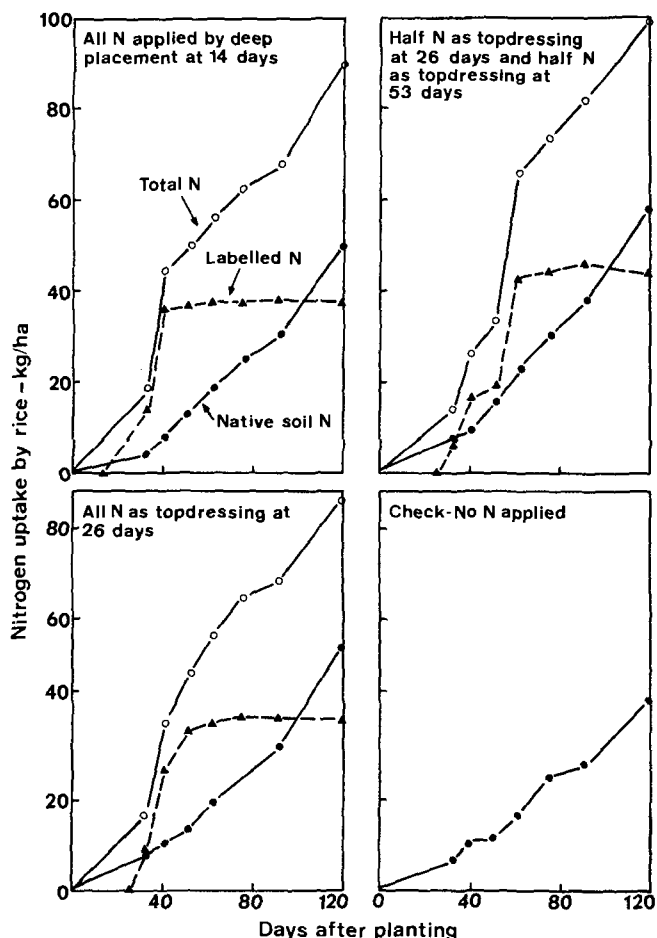 100
80
60
40
20
0
All N applied by deep
placement at 14 days
Total N
Labelled N
Native soil N
Half N as topdressing
at 26 days and half N
as topdressing at
53 days
Nitrogen uptake by rice – kg/ha
80
60
40
20
0
All N as topdressing at
26 days
40
80
120
Check-No N applied
0
40
80
120
Days after planting